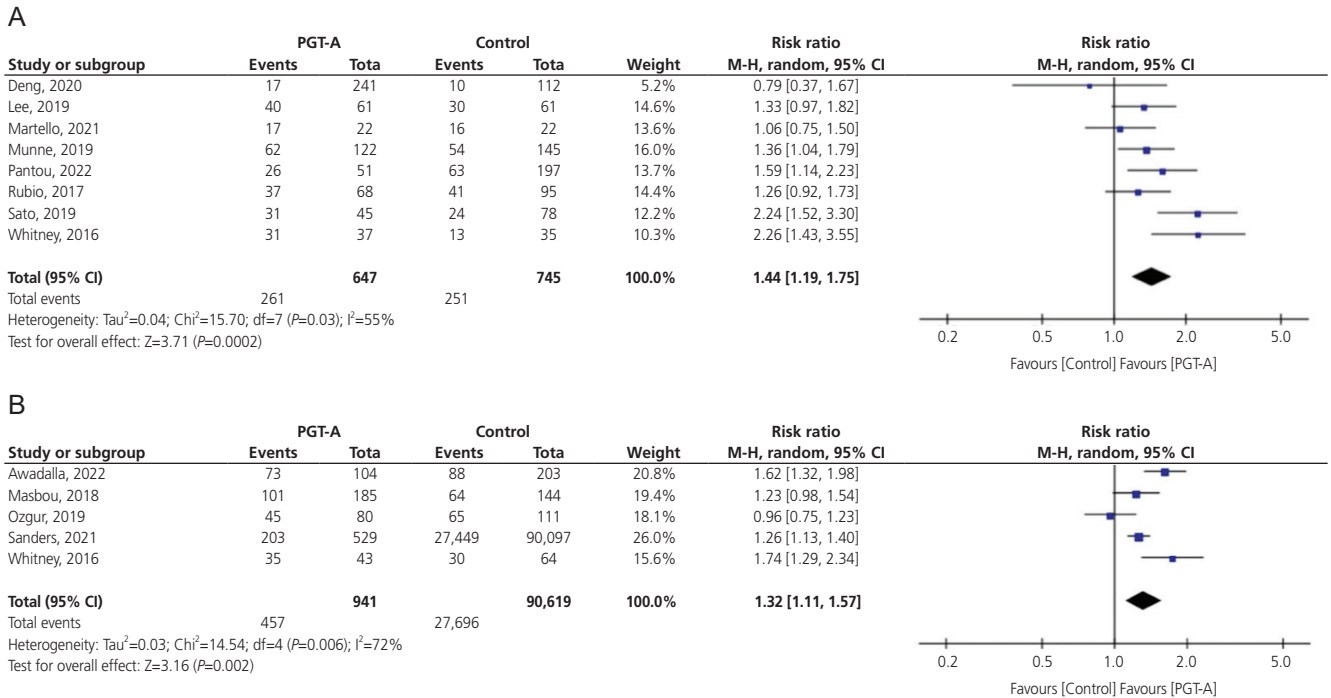 A
PGT-A Control Risk ratio Risk ratio
Study or subgroup Events Tota Events Tota Weight M-H, random, 95% CI M-H, random, 95% CI
Deng, 2020 17 241 10 112 5.2% 0.79 [0.37, 1.67]
Lee, 2019 40 61 30 61 14.6% 1.33 [0.97, 1.82]
Martello, 2021 17 22 16 22 13.6% 1.06 [0.75, 1.50]
Munne, 2019 62 122 54 145 16.0% 1.36 [1.04, 1.79]
Pantou, 2022 26 51 63 197 13.7% 1.59 [1.14, 2.23]
Rubio, 2017 37 68 41 95 14.4% 1.26 [0.92, 1.73]
Sato, 2019 31 45 24 78 12.2% 2.24 [1.52, 3.30]
Whitney, 2016 31 37 13 35 10.3% 2.26 [1.43, 3.55]
Total (95% CI) 647 745 100.0% 1.44 [1.19, 1.75]
Total events 261 251
Heterogeneity: Tau²=0.04; Chi²=15.70; df=7 (P=0.03); I²=55%
Test for overall effect: Z=3.71 (P=0.0002)
0.2 0.5 1.0 2.0 5.0
Favours [Control] Favours [PGT-A]
B
PGT-A Control Risk ratio Risk ratio
Study or subgroup Events Tota Events Tota Weight M-H, random, 95% CI M-H, random, 95% CI
Awadalla, 2022 73 104 88 203 20.8% 1.62 [1.32, 1.98]
Masbou, 2018 101 185 64 144 19.4% 1.23 [0.98, 1.54]
Ozgur, 2019 45 80 65 111 18.1% 0.96 [0.75, 1.23]
Sanders, 2021 203 529 27,449 90,097 26.0% 1.26 [1.13, 1.40]
Whitney, 2016 35 43 30 64 15.6% 1.74 [1.29, 2.34]
Total (95% CI) 941 90,619 100.0% 1.32 [1.11, 1.57]
Total events 457 27,696
Heterogeneity: Tau²=0.03; Chi²=14.54; df=4 (P=0.006); I²=72%
Test for overall effect: Z=3.16 (P=0.002)
0.2 0.5 1.0 2.0 5.0
Favours [Control] Favours [PGT-A]